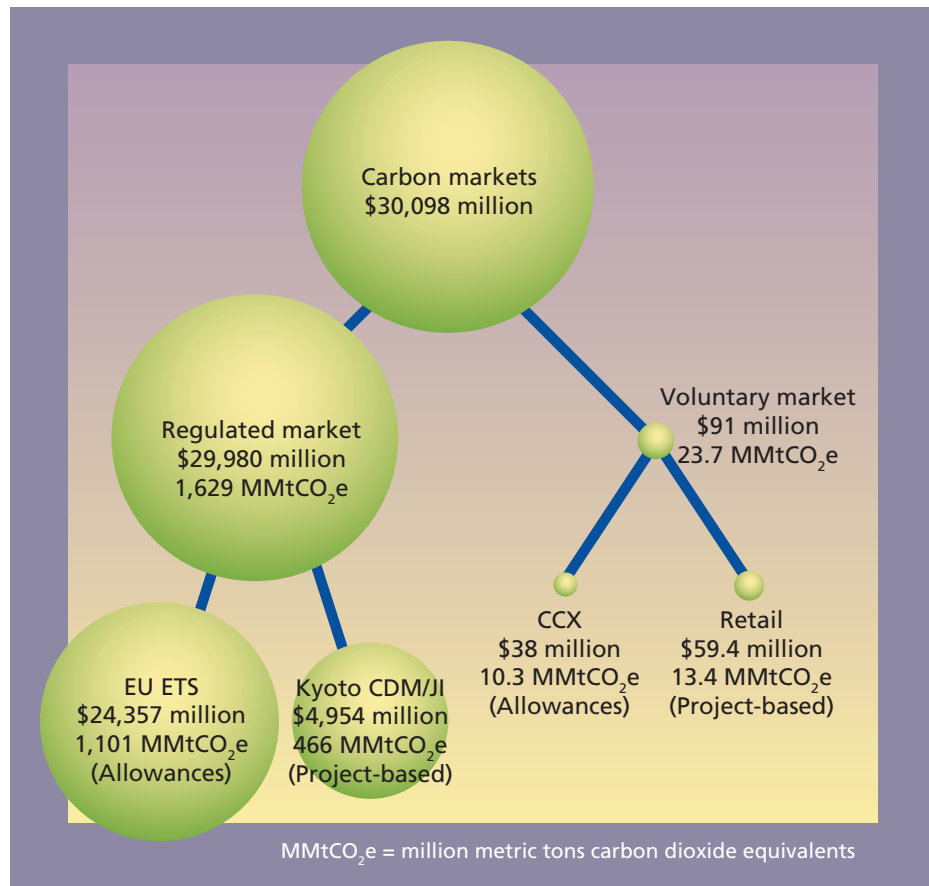 Carbon markets
$30,098 million
Regulated market
$29,980 million
1,629 MMtCO₂e
Voluntary market
$91 million
23.7 MMtCO₂e
EU ETS
$24,357 million
1,101 MMtCO₂e
(Allowances)
Kyoto CDM/JI
$4,954 million
466 MMtCO₂e
(Project-based)
CCX
$38 million
10.3 MMtCO₂e
(Allowances)
Retail
$59.4 million
13.4 MMtCO₂e
(Project-based)
MMtCO₂e = million metric tons carbon dioxide equivalents